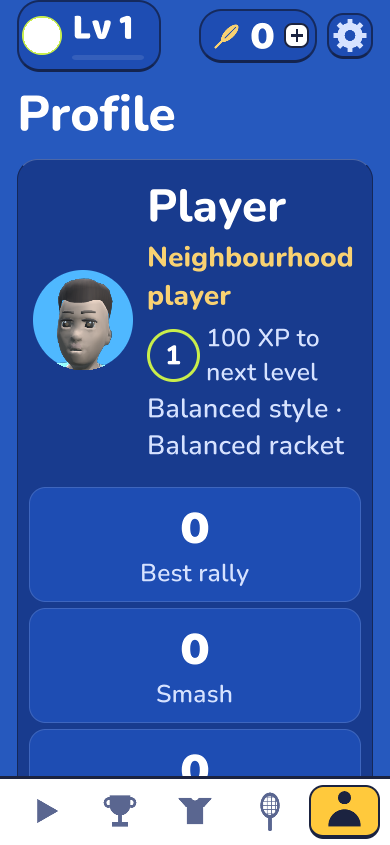 Lv 1
0
Profile
Player
Neighbourhood
player
1
100 XP to
next level
Balanced style ·
Balanced racket
0
Best rally
0
Smash
0